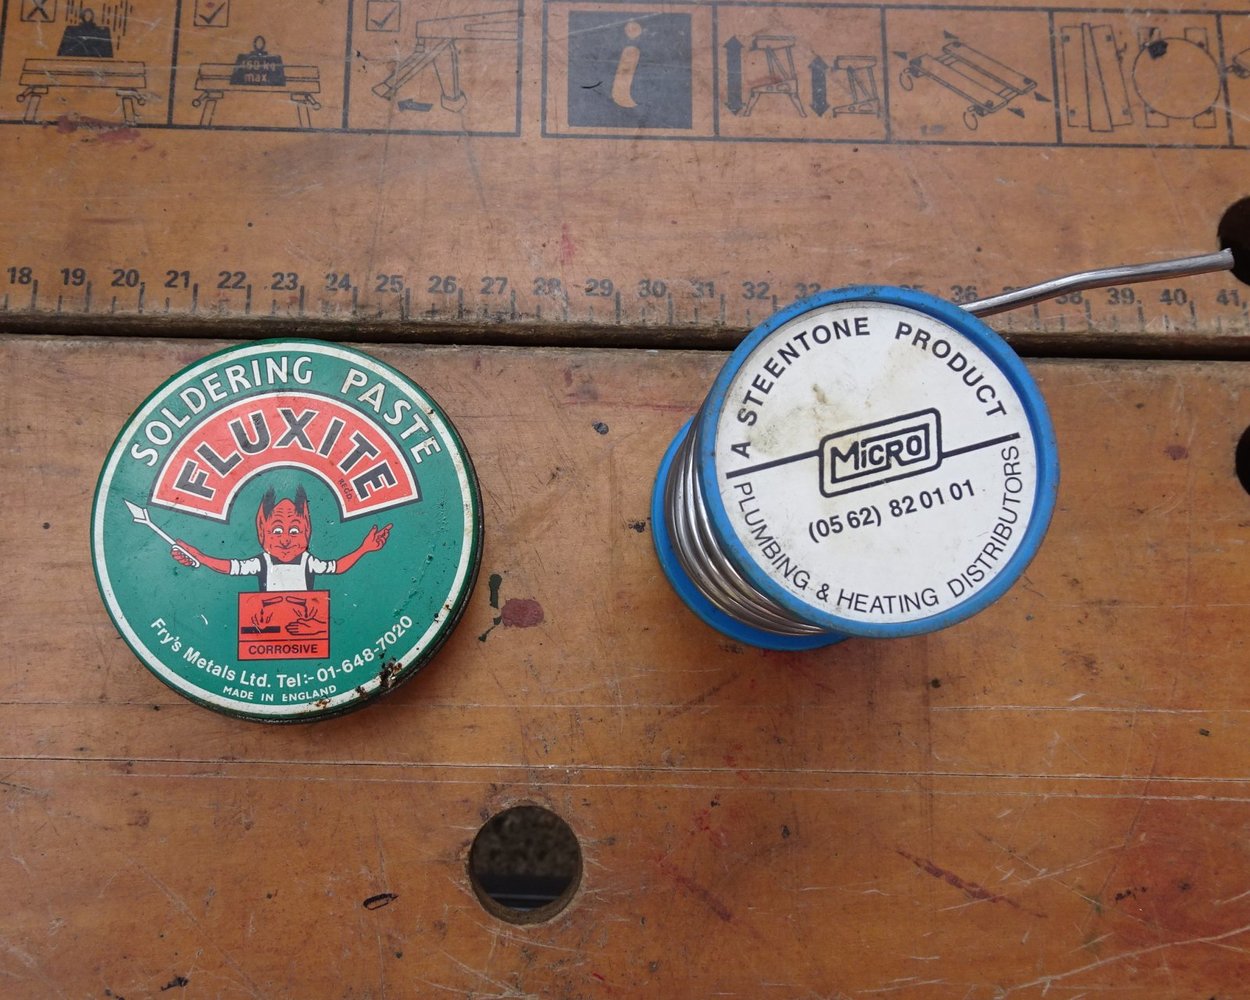 160 kg
max.
i
18 19 20 21 22 23 24 25 26 27 28 29 30 31 32 36 38 39 40 41
SOLDERING PASTE
FLUXITE
REGD.
CORROSIVE
Fry's Metals Ltd. Tel:- 01-648-7020
MADE IN ENGLAND
A STEENTONE PRODUCT
MiCRO
(05 62) 82 01 01
PLUMBING & HEATING DISTRIBUTORS